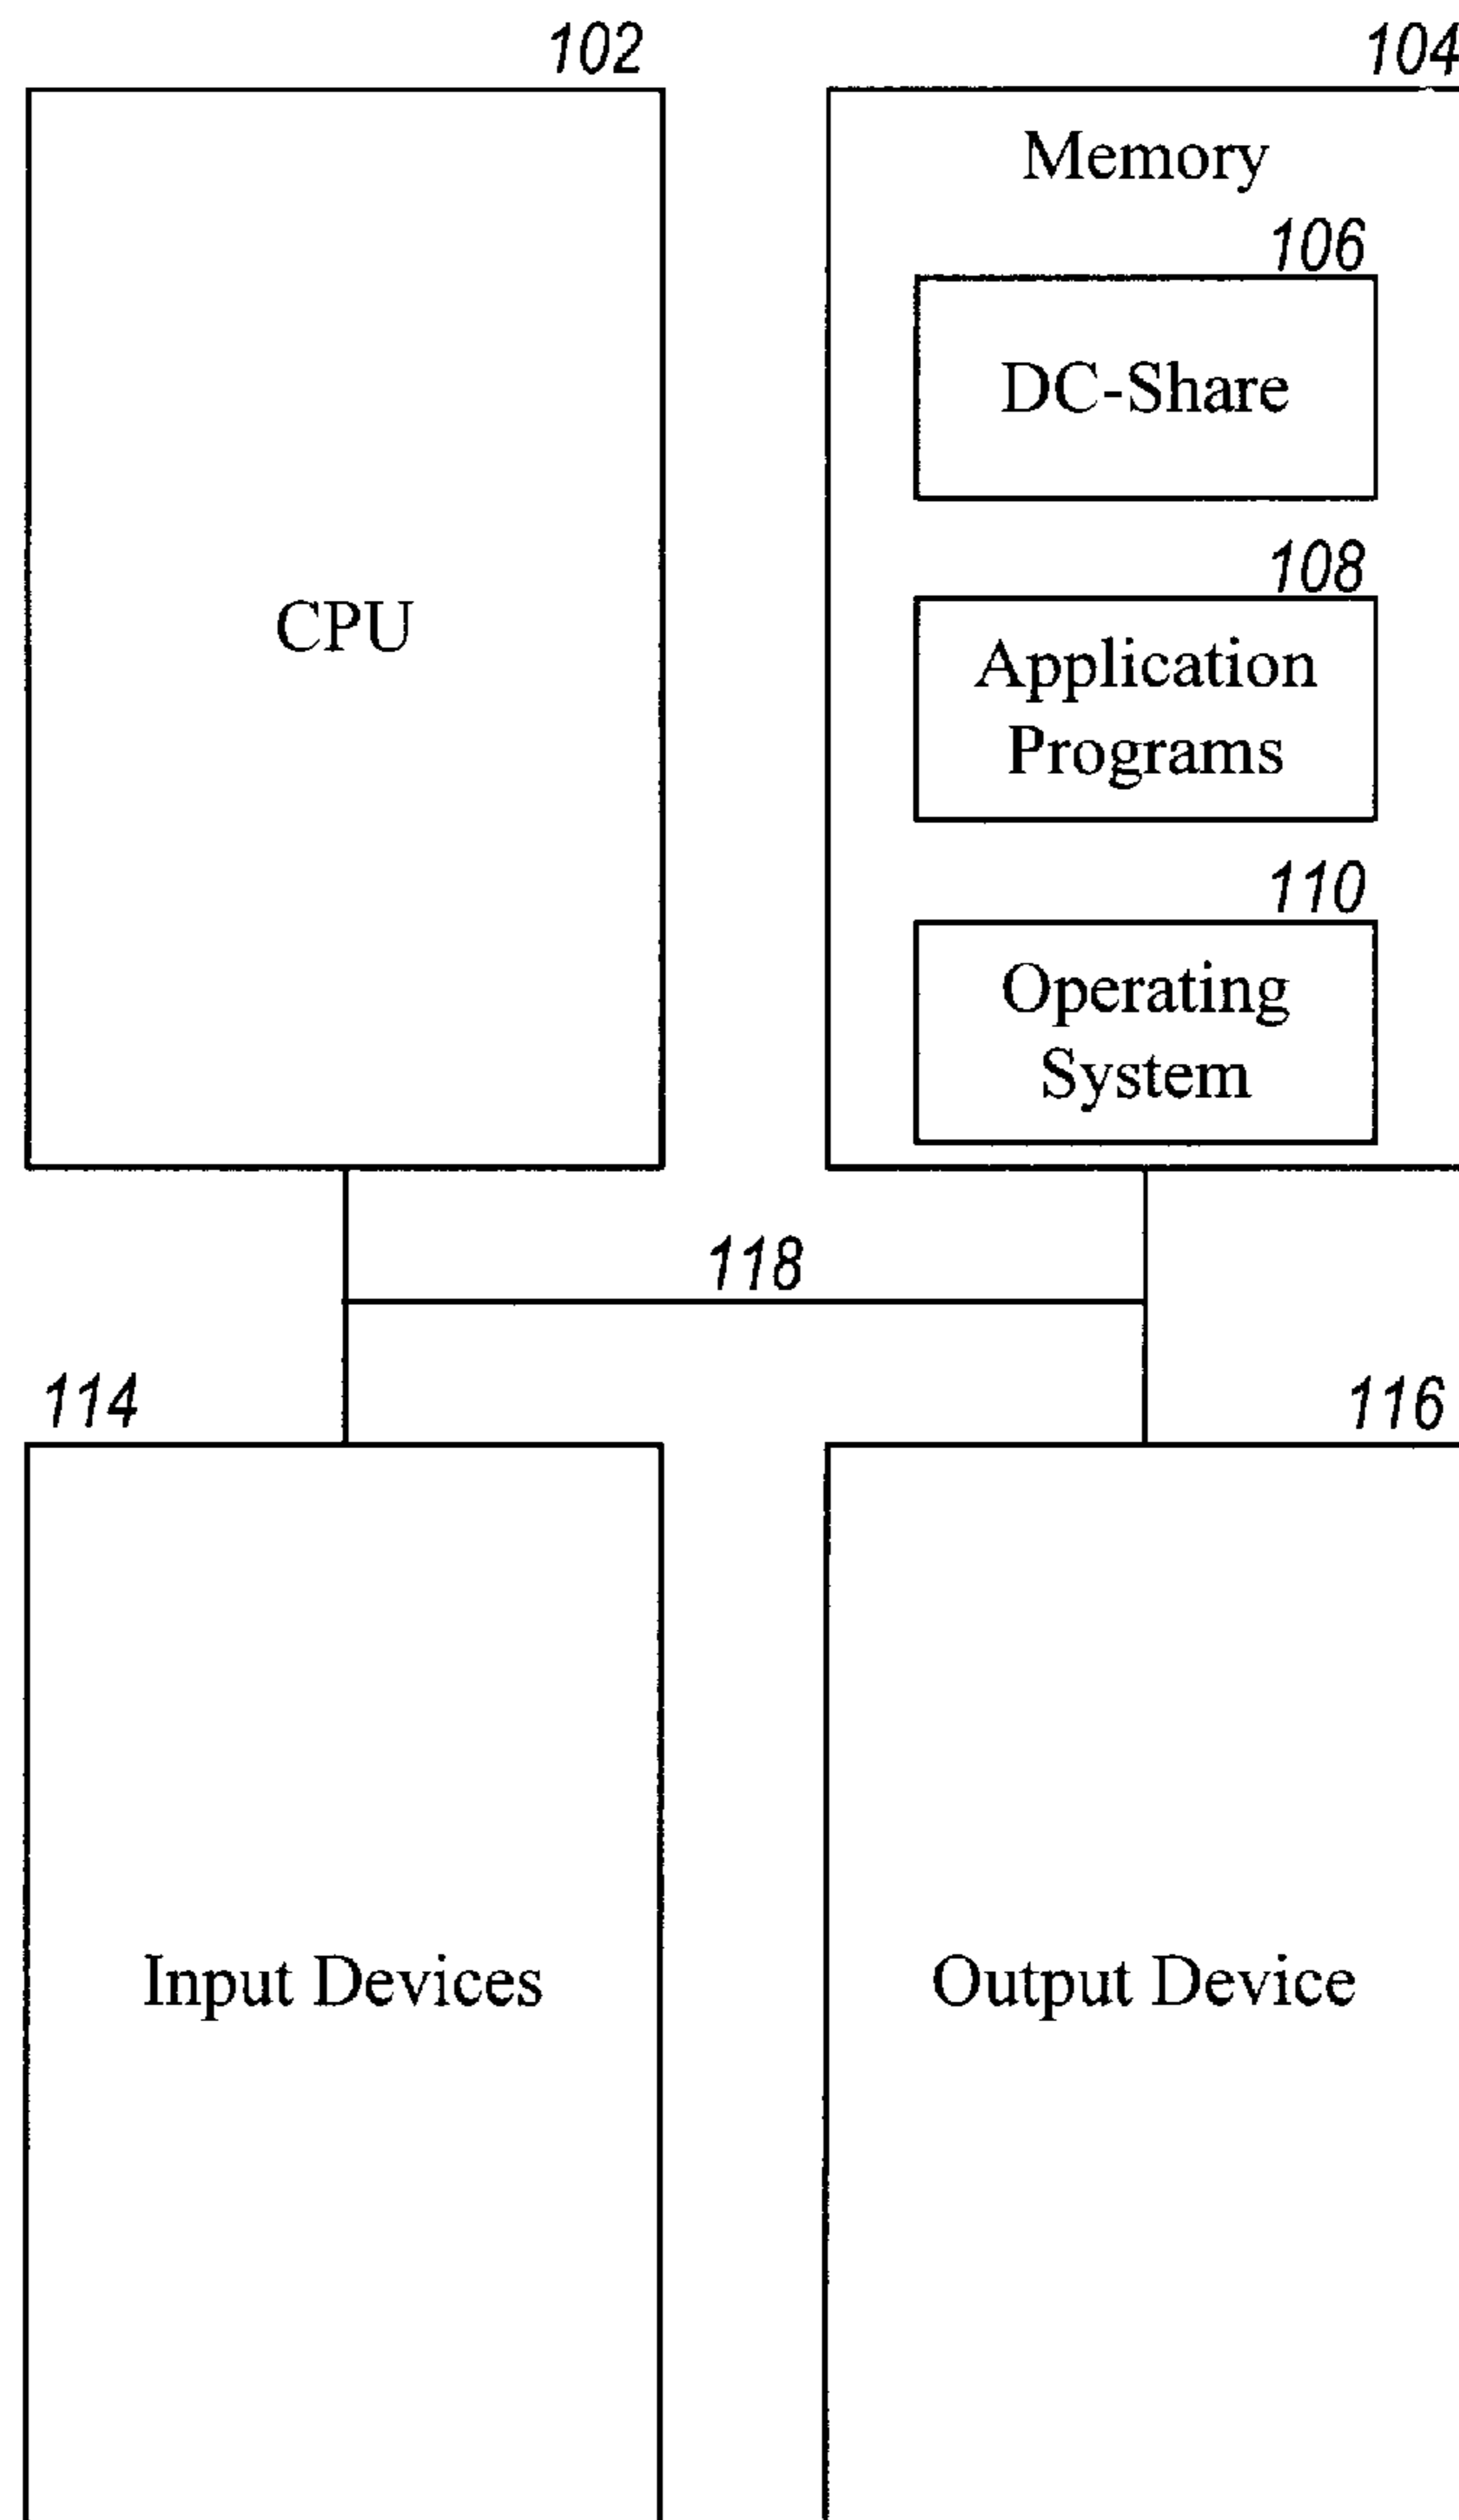 102
104
Memory
106
DC-Share
108
CPU
Application
Programs
110
Operating
System
118
114
116
Input Devices
Output Device